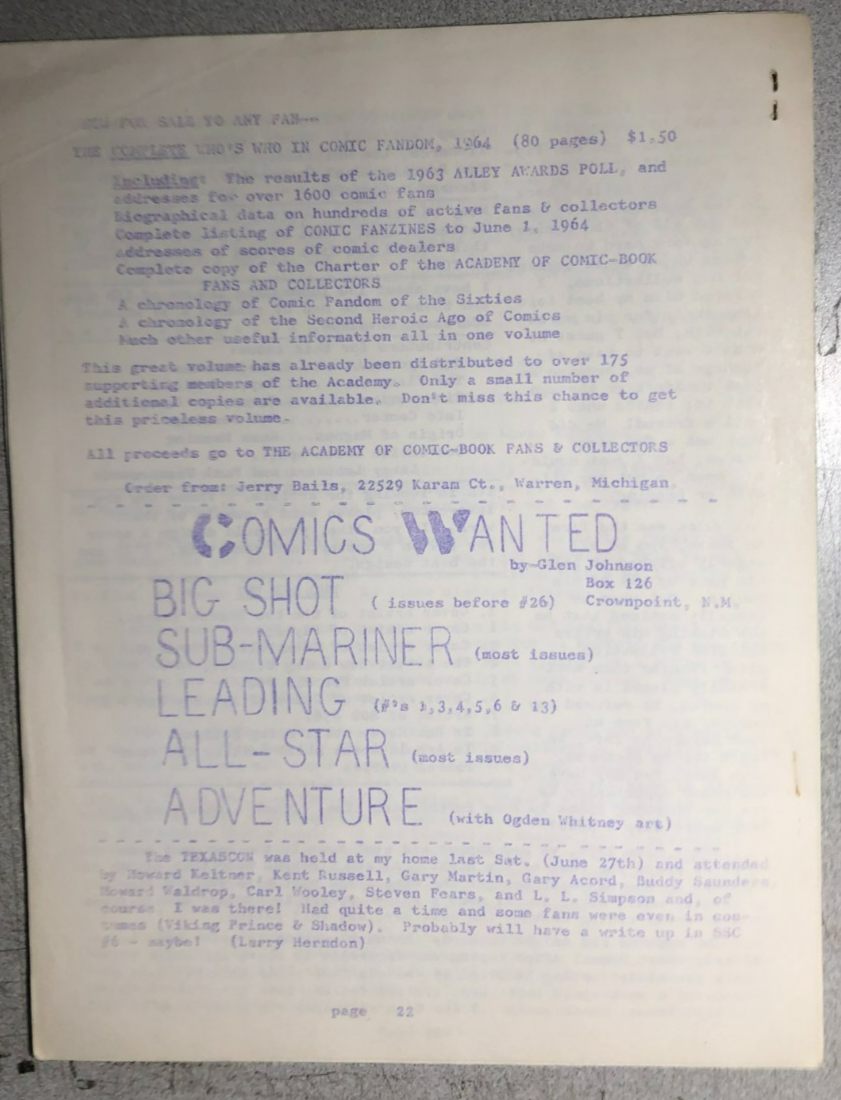 NOW FOR SALE TO ANY FAN---
THE COMPLETE WHO'S WHO IN COMIC FANDOM, 1964 (80 pages) $1.50
Including: The results of the 1963 ALLEY AWARDS POLL, and
addresses for over 1600 comic fans
Biographical data on hundreds of active fans & collectors
Complete listing of COMIC FANZINES to June 1, 1964
addresses of scores of comic dealers
Complete copy of the Charter of the ACADEMY OF COMIC-BOOK
FANS AND COLLECTORS
A chronology of Comic Fandom of the Sixties
A chronology of the Second Heroic Age of Comics
Much other useful information all in one volume
This great volume has already been distributed to over 175
supporting members of the Academy. Only a small number of
additional copies are available. Don't miss this chance to get
this priceless volume.
All proceeds go to THE ACADEMY OF COMIC-BOOK FANS & COLLECTORS
Order from: Jerry Bails, 22529 Karam Ct., Warren, Michigan
COMICS WANTED
by Glen Johnson
Box 126
BIG SHOT ( issues before #26) Crownpoint, N.M.
SUB-MARINER (most issues)
LEADING (#'s 1,3,4,5,6 & 13)
ALL-STAR (most issues)
ADVENTURE (with Ogden Whitney art)
The TEXASCON was held at my home last Sat. (June 27th) and attended
by Howard Keltner, Kent Russell, Gary Martin, Gary Acord, Buddy Saunders,
Howard Waldrop, Carl Wooley, Steven Fears, and L. L. Simpson and, of
course I was there! Had quite a time and some fans were even in cos-
tumes (Viking Prince & Shadow). Probably will have a write up in SSC
#6 - maybe! (Larry Herndon)
page 22